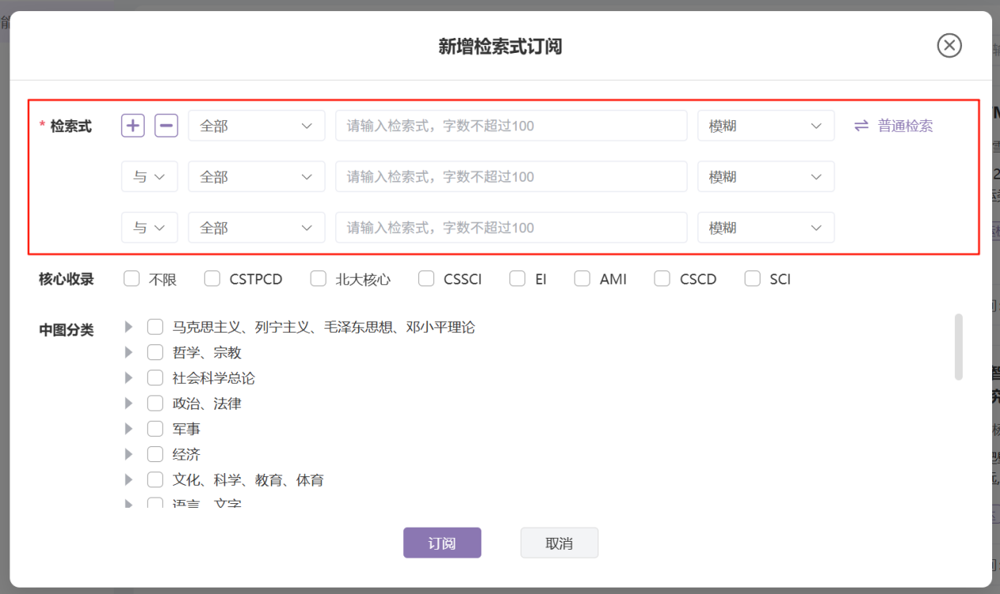 新增检索式订阅
* 检索式 全部 请输入检索式，字数不超过100 模糊 普通检索
与 全部 请输入检索式，字数不超过100 模糊
与 全部 请输入检索式，字数不超过100 模糊
核心收录 不限 CSTPCD 北大核心 CSSCI EI AMI CSCD SCI
中图分类 马克思主义、列宁主义、毛泽东思想、邓小平理论
哲学、宗教
社会科学总论
政治、法律
军事
经济
文化、科学、教育、体育
语言、文字
订阅 取消